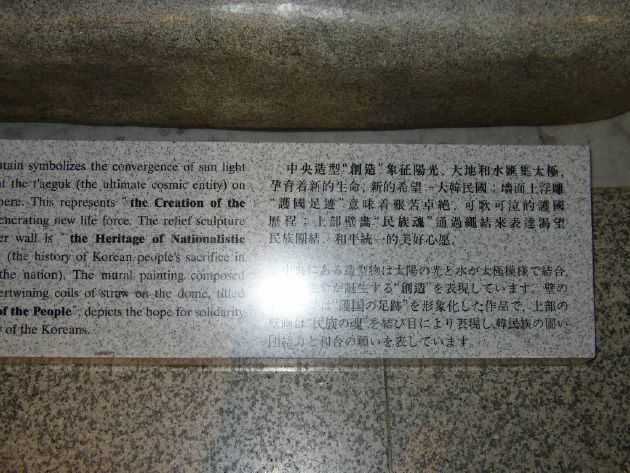 ntain symbolizes the convergence of sun light
at the t'aeguk (the ultimate cosmic entity) on
here. This represents "the Creation of the
enerating new life force. The relief sculpture
er wall is "the Heritage of Nationalistic
(the history of Korean people's sacrifice in
the nation). The mural painting composed
ertwining coils of straw on the dome, titled
of the People", depicts the hope for solidarity
y of the Koreans.
中央造型“創造”象征陽光，大地和水匯集太極，
孕育着新的生命，新的希望一大韓民國；墻面上浮雕
“護國足迹”意味着艱苦卓絶，可歌可泣的護國
歷程；上部壁畵“民族魂”通過繩結來表達渴望
民族團結，和平統一的美好心愿。
中央にある造型物は太陽の光と水が太極模様で結合,
命が誕生する“創造”を表現しています。壁の
は“護国の足跡”を形象化した作品で，上部の
壁画は“民族の魂”を結び目により表現し韓民族の固い
団結力と和合の願いを表しています。